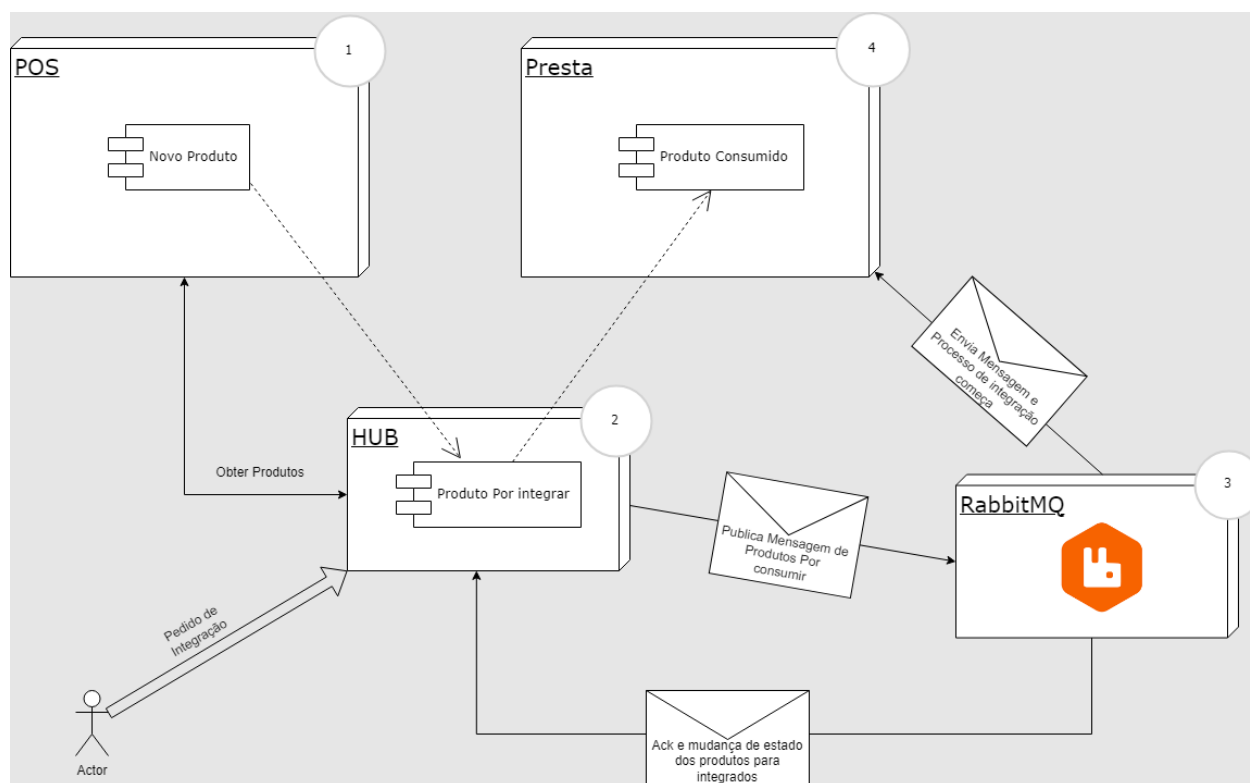 1
POS
Novo Produto
4
Presta
Produto Consumido
Envia Mensagem e
Processo de integração
começa
2
HUB
Produto Por integrar
Obter Produtos
Publica Mensagem de
Produtos Por
consumir
3
RabbitMQ
Pedido de
Integração
Actor
Ack e mudança de estado
dos produtos para
integrados